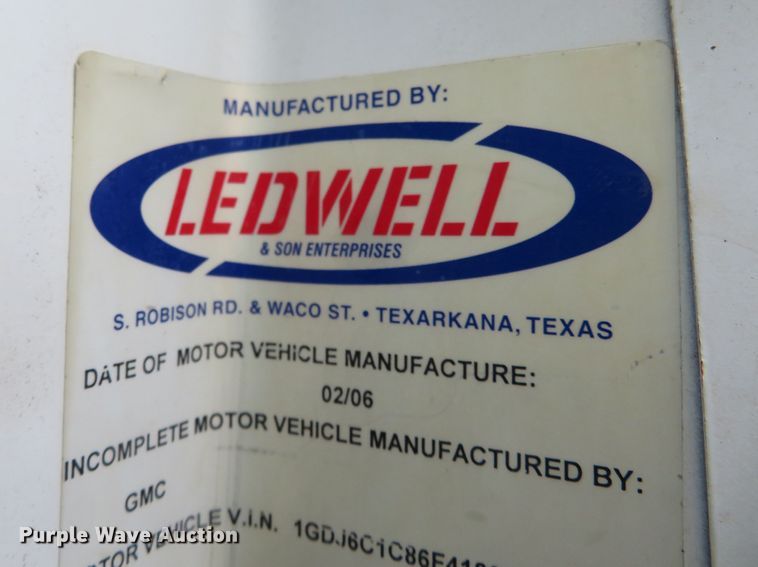 MANUFACTURED BY:
LEDWELL
& SON ENTERPRISES
S. ROBISON RD. & WACO ST. • TEXARKANA, TEXAS
DATE OF MOTOR VEHICLE MANUFACTURE:
02/06
INCOMPLETE MOTOR VEHICLE MANUFACTURED BY:
GMC
VEHICLE V.I.N.
Purple Wave Auction